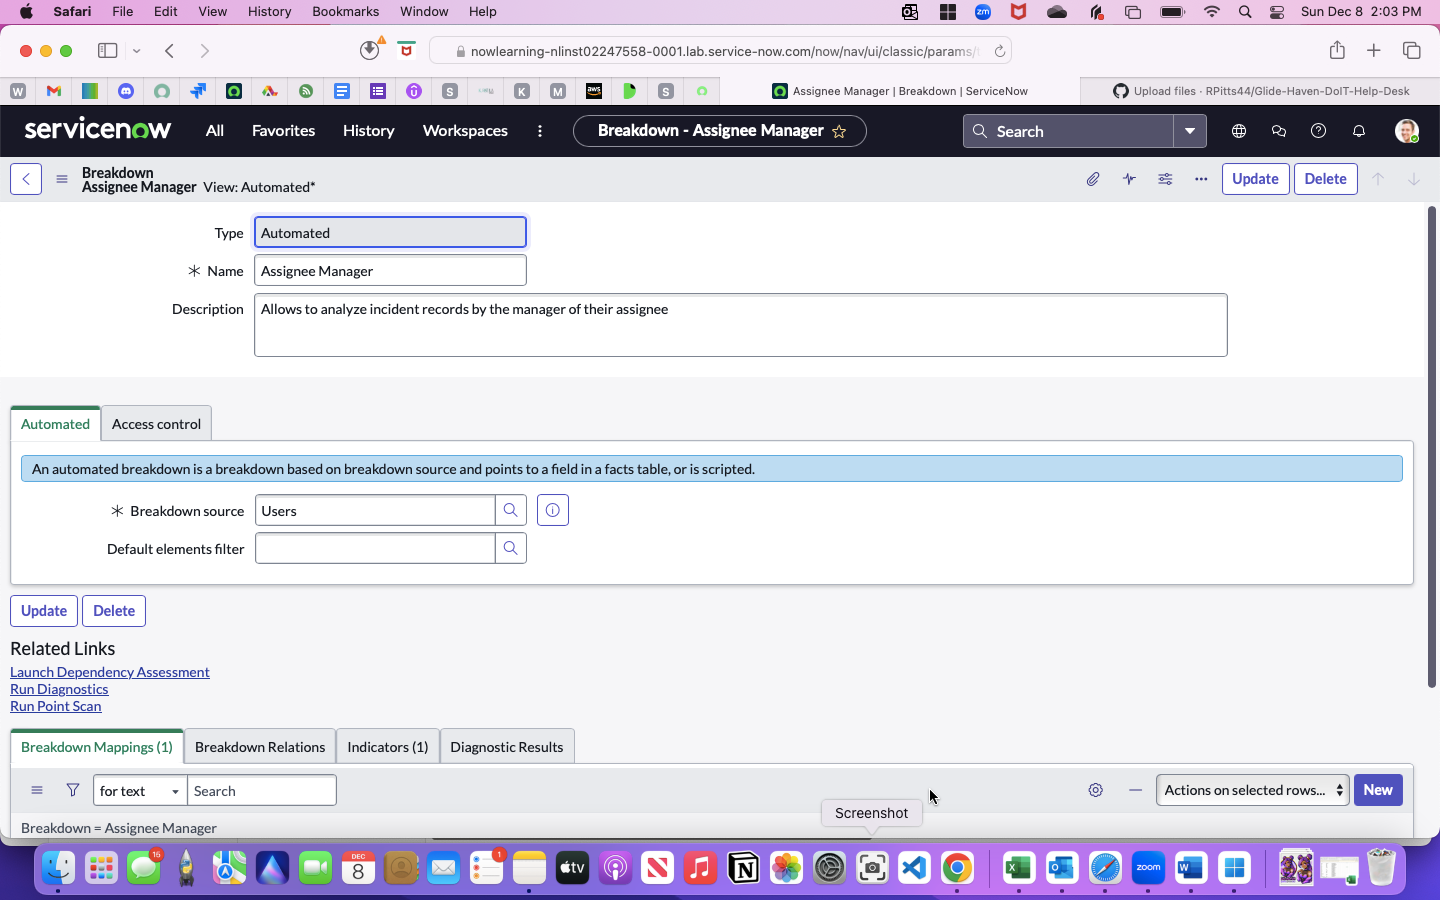 Safari File Edit View History Bookmarks Window Help zm Sun Dec 8 2:03 PM
nowlearning-nlinst02247558-0001.lab.service-now.com/now/nav/ui/classic/params/
Assignee Manager | Breakdown | ServiceNow
Upload files · RPitts44/Glide-Haven-DoIT-Help-Desk
W S K M aws S
servicenow All Favorites History Workspaces Breakdown - Assignee Manager Search
Breakdown
Assignee Manager View: Automated*
Update Delete
Type Automated
Name Assignee Manager
Description Allows to analyze incident records by the manager of their assignee
Automated Access control
An automated breakdown is a breakdown based on breakdown source and points to a field in a facts table, or is scripted.
Breakdown source Users
Default elements filter
Update Delete
Related Links
Launch Dependency Assessment
Run Diagnostics
Run Point Scan
Breakdown Mappings (1) Breakdown Relations Indicators (1) Diagnostic Results
for text Search Actions on selected rows... New
Screenshot
Breakdown = Assignee Manager
15 DEC 8 1 tv zoom